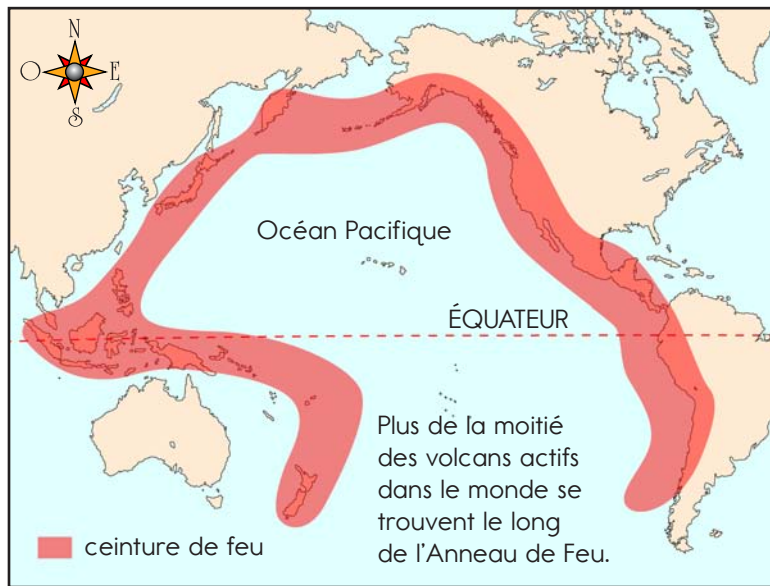 N
O
E
S
Océan Pacifique
ÉQUATEUR
Plus de la moitié
des volcans actifs
dans le monde se
trouvent le long
de l'Anneau de Feu.
ceinture de feu